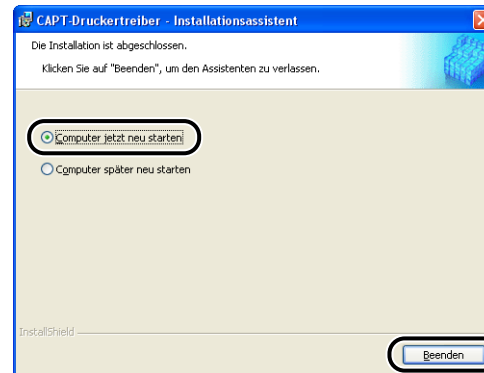 CAPT-Druckertreiber - Installationsassistent
Die Installation ist abgeschlossen.
Klicken Sie auf "Beenden", um den Assistenten zu verlassen.
Computer jetzt neu starten
Computer später neu starten
InstallShield
Beenden